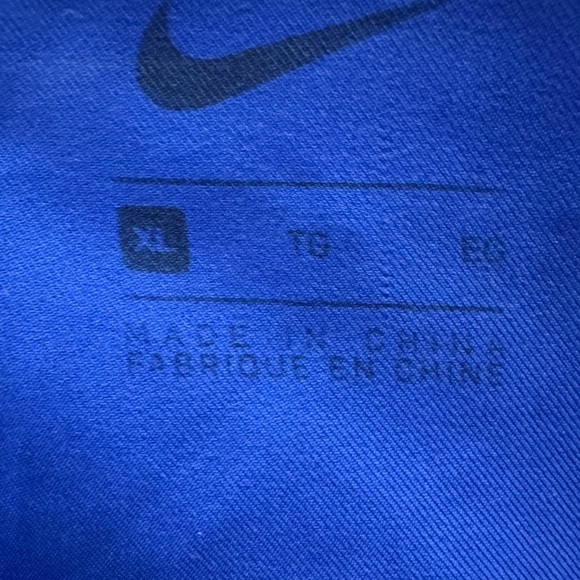 XL TG EG
MADE IN CHINA
FABRIQUE EN CHINE